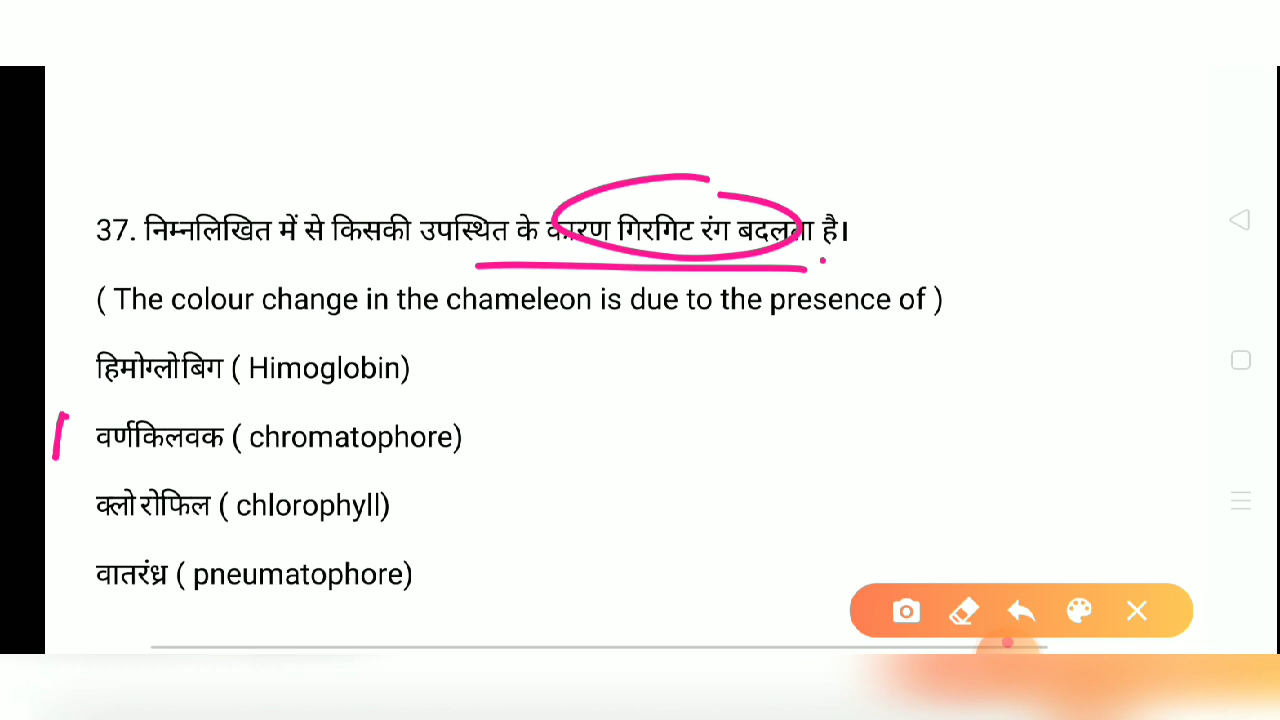 37. निम्नलिखित में से किसकी उपस्थित के कारण गिरगिट रंग बदलता है।
( The colour change in the chameleon is due to the presence of )
हिमोग्लोबिग ( Himoglobin)
वर्णकिलवक ( chromatophore)
क्लोरोफिल ( chlorophyll)
वातरंध्र ( pneumatophore)